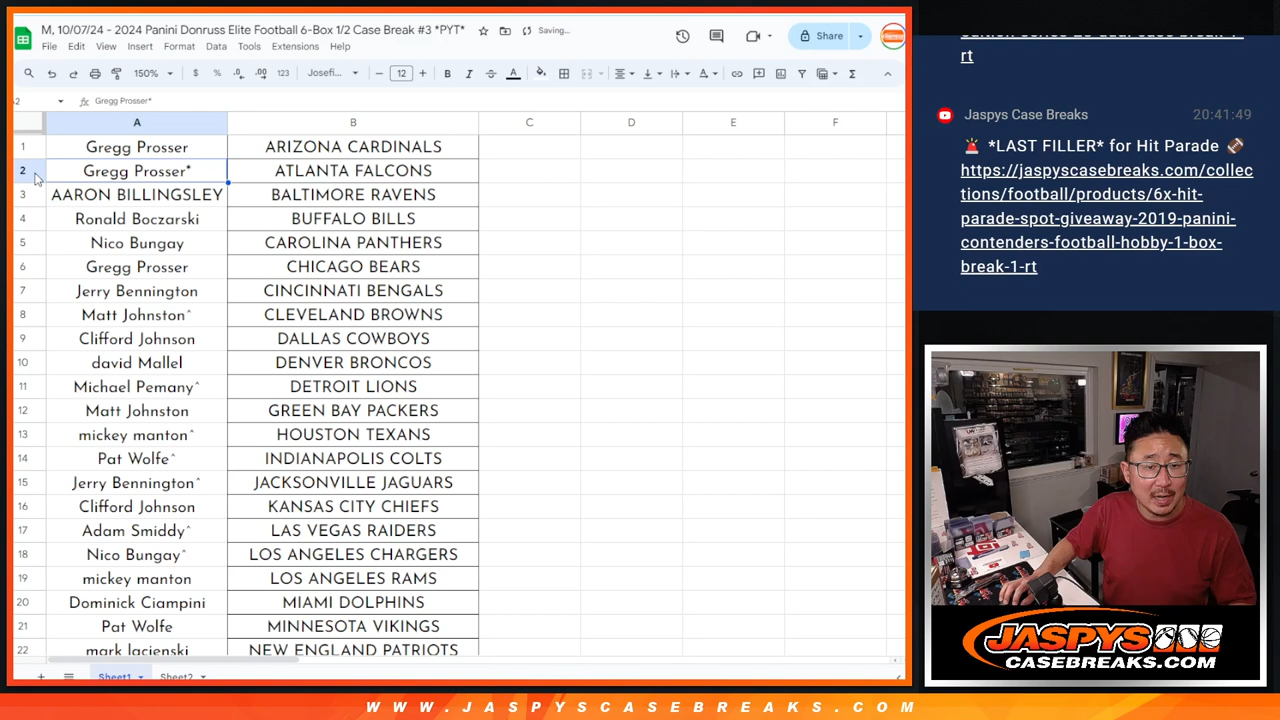 M, 10/07/24 - 2024 Panini Donruss Elite Football 6-Box 1/2 Case Break #3 *PYT*
Saving...
File Edit View Insert Format Data Tools Extensions Help
Share
150% $ % .0 .00 123 Josefi... 12 B I A
Gregg Prosser*
A B C D E F
1 Gregg Prosser ARIZONA CARDINALS
2 Gregg Prosser* ATLANTA FALCONS
3 AARON BILLINGSLEY BALTIMORE RAVENS
4 Ronald Boczarski BUFFALO BILLS
5 Nico Bungay CAROLINA PANTHERS
6 Gregg Prosser CHICAGO BEARS
7 Jerry Bennington CINCINNATI BENGALS
8 Matt Johnston^ CLEVELAND BROWNS
9 Clifford Johnson DALLAS COWBOYS
10 david Mallel DENVER BRONCOS
11 Michael Pemany^ DETROIT LIONS
12 Matt Johnston GREEN BAY PACKERS
13 mickey manton^ HOUSTON TEXANS
14 Pat Wolfe^ INDIANAPOLIS COLTS
15 Jerry Bennington^ JACKSONVILLE JAGUARS
16 Clifford Johnson KANSAS CITY CHIEFS
17 Adam Smiddy^ LAS VEGAS RAIDERS
18 Nico Bungay^ LOS ANGELES CHARGERS
19 mickey manton LOS ANGELES RAMS
20 Dominick Ciampini MIAMI DOLPHINS
21 Pat Wolfe MINNESOTA VIKINGS
22 mark lacienski NEW ENGLAND PATRIOTS
Sheet1 Sheet2
rt
Jaspys Case Breaks 20:41:49
🚨 *LAST FILLER* for Hit Parade 🏈
https://jaspyscasebreaks.com/collec
tions/football/products/6x-hit-
parade-spot-giveaway-2019-panini-
contenders-football-hobby-1-box-
break-1-rt
JASPYS
CASEBREAKS.COM
WWW.JASPYSCASEBREAKS.COM